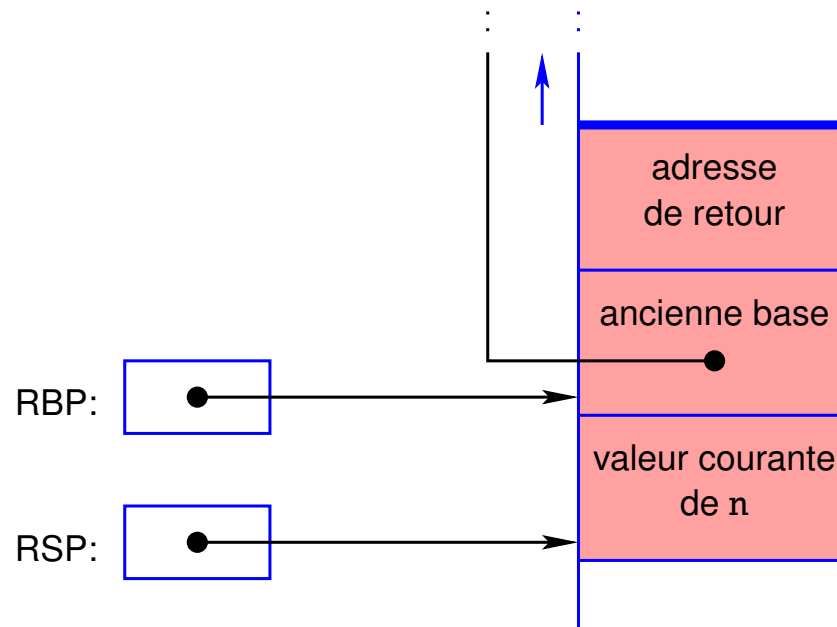 adresse
de retour
ancienne base
RBP:
valeur courante
de n
RSP: